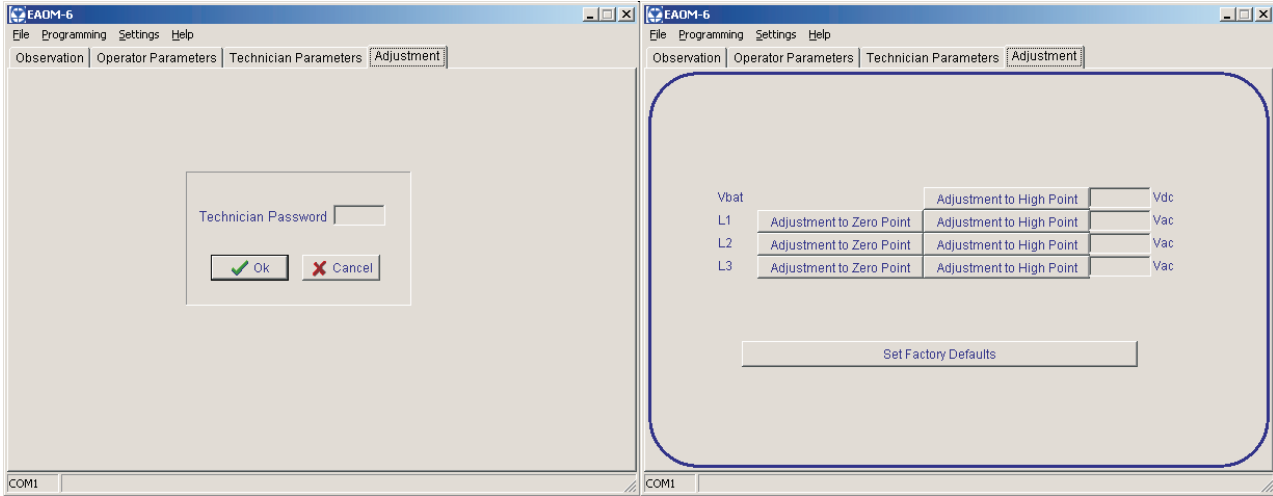 EAOM-6
File Programming Settings Help
Observation Operator Parameters Technician Parameters Adjustment
Technician Password
Ok Cancel
COM1
EAOM-6
File Programming Settings Help
Observation Operator Parameters Technician Parameters Adjustment
Vbat Adjustment to High Point Vdc
L1 Adjustment to Zero Point Adjustment to High Point Vac
L2 Adjustment to Zero Point Adjustment to High Point Vac
L3 Adjustment to Zero Point Adjustment to High Point Vac
Set Factory Defaults
COM1